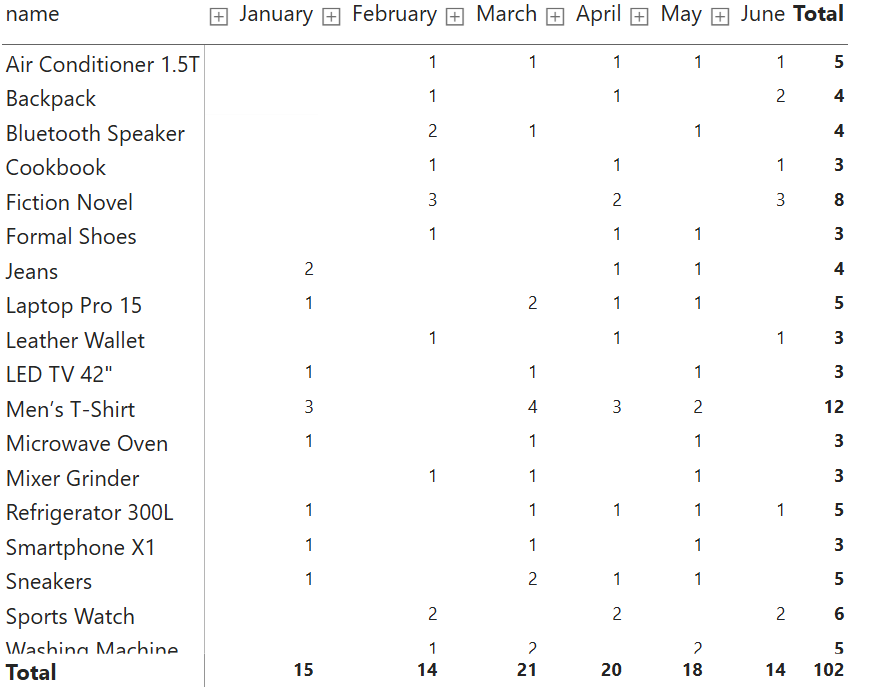 name January February March April May June Total
Air Conditioner 1.5T 1 1 1 1 1 5
Backpack 1 1 2 4
Bluetooth Speaker 2 1 1 4
Cookbook 1 1 1 3
Fiction Novel 3 2 3 8
Formal Shoes 1 1 1 3
Jeans 2 1 1 4
Laptop Pro 15 1 2 1 1 5
Leather Wallet 1 1 1 3
LED TV 42" 1 1 1 3
Men’s T-Shirt 3 4 3 2 12
Microwave Oven 1 1 1 3
Mixer Grinder 1 1 1 3
Refrigerator 300L 1 1 1 1 1 5
Smartphone X1 1 1 1 3
Sneakers 1 2 1 1 5
Sports Watch 2 2 2 6
Washing Machine 1 2 2 5
Total 15 14 21 20 18 14 102